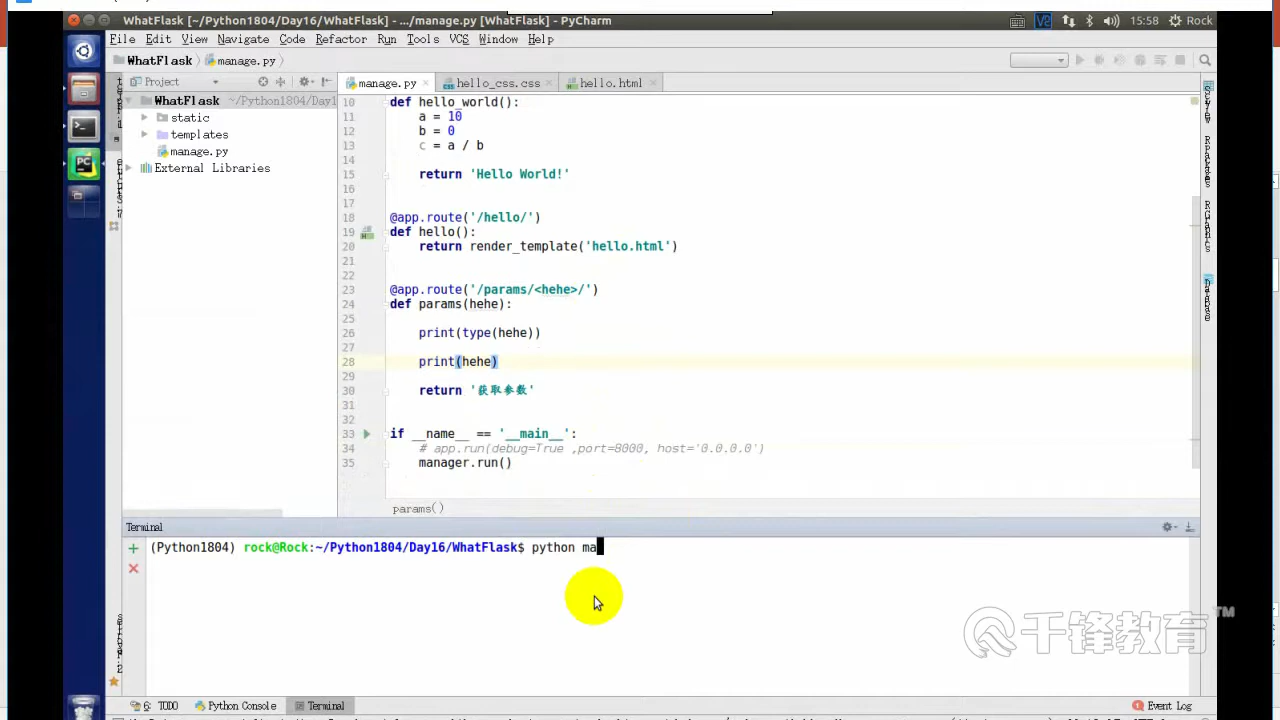 WhatFlask [~/Python1804/Day16/WhatFlask] - .../manage.py [WhatFlask] - PyCharm
15:58 Rock
File Edit View Navigate Code Refactor Run Tools VCS Window Help
WhatFlask manage.py
Project
manage.py × hello_css.css × hello.html ×
WhatFlask ~/Python1804/Day1
static
templates
manage.py
External Libraries
10 def hello_world():
11 a = 10
12 b = 0
13 c = a / b
14
15 return 'Hello World!'
16
17
18 @app.route('/hello/')
19 def hello():
20 return render_template('hello.html')
21
22
23 @app.route('/params/<hehe>/')
24 def params(hehe):
26 print(type(hehe))
27
28 print(hehe)
29
30 return '获取参数'
31
32
33 if __name__ == '__main__':
34 # app.run(debug=True ,port=8000, host='0.0.0.0')
35 manager.run()
params()
Terminal
(Python1804) rock@Rock:~/Python1804/Day16/WhatFlask$ python ma
千锋教育 TM
6: TODO Python Console Terminal Event Log